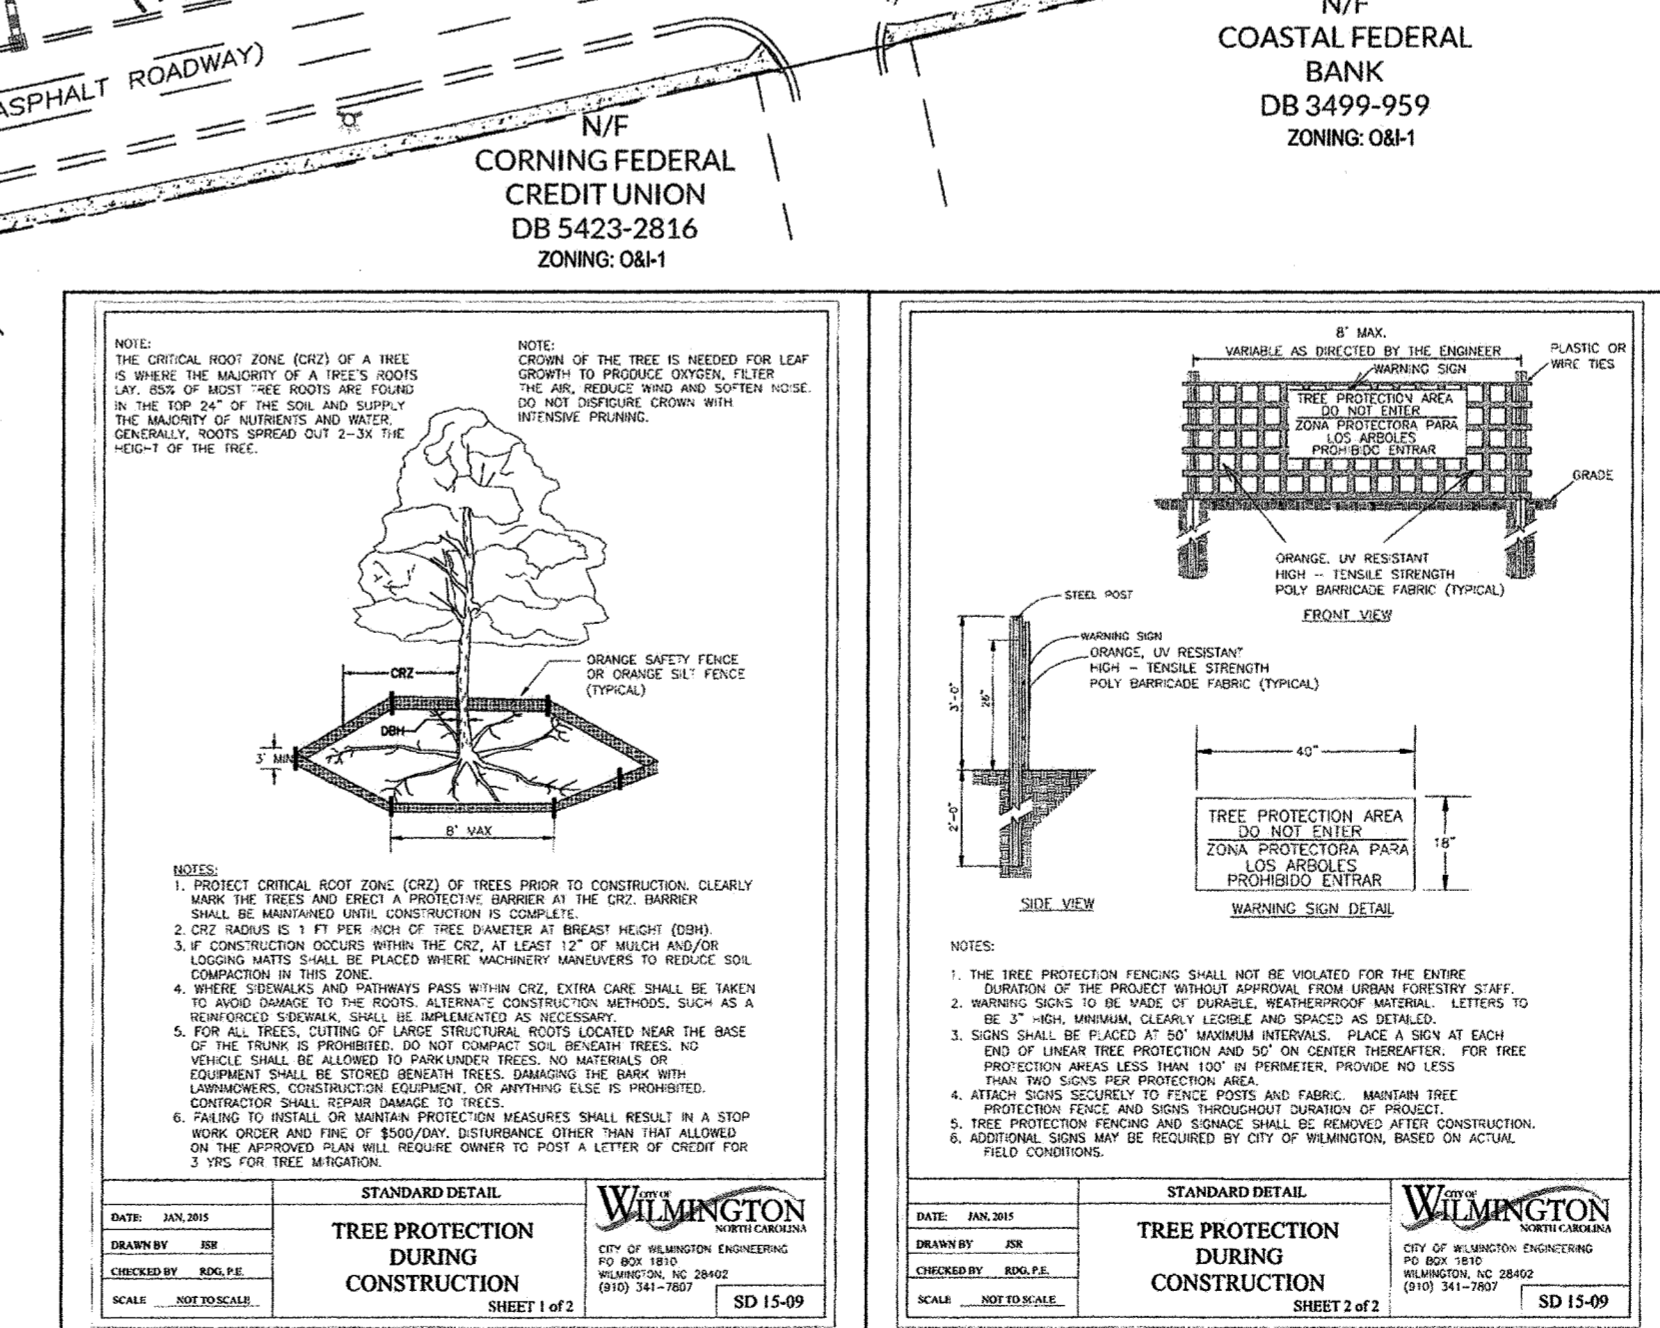 ASPHALT ROADWAY)
N/F
CORNING FEDERAL
CREDIT UNION
DB 5423-2816
ZONING: O&I-1
N/F
COASTAL FEDERAL
BANK
DB 3499-959
ZONING: O&I-1
NOTE:
THE CRITICAL ROOT ZONE (CRZ) OF A TREE
IS WHERE THE MAJORITY OF A TREE'S ROOTS
LAY. 85% OF MOST TREE ROOTS ARE FOUND
IN THE TOP 24" OF THE SOIL AND SUPPLY
THE MAJORITY OF NUTRIENTS AND WATER.
GENERALLY, ROOTS SPREAD OUT 2-3X THE
HEIGHT OF THE TREE.
NOTE:
CROWN OF THE TREE IS NEEDED FOR LEAF
GROWTH TO PRODUCE OXYGEN, FILTER
THE AIR, REDUCE WIND AND SOFTEN NOISE.
DO NOT DISFIGURE CROWN WITH
INTENSIVE PRUNING.
CRZ
ORANGE SAFETY FENCE
OR ORANGE SILT FENCE
(TYPICAL)
DBH
3' MIN
8' MAX
NOTES:
1. PROTECT CRITICAL ROOT ZONE (CRZ) OF TREES PRIOR TO CONSTRUCTION. CLEARLY
MARK THE TREES AND ERECT A PROTECTIVE BARRIER AT THE CRZ. BARRIER
SHALL BE MAINTAINED UNTIL CONSTRUCTION IS COMPLETE.
2. CRZ RADIUS IS 1 FT PER INCH OF TREE DIAMETER AT BREAST HEIGHT (DBH).
3. IF CONSTRUCTION OCCURS WITHIN THE CRZ, AT LEAST 12" OF MULCH AND/OR
LOGGING MATTS SHALL BE PLACED WHERE MACHINERY MANEUVERS TO REDUCE SOIL
COMPACTION IN THIS ZONE.
4. WHERE SIDEWALKS AND PATHWAYS PASS WITHIN CRZ, EXTRA CARE SHALL BE TAKEN
TO AVOID DAMAGE TO THE ROOTS. ALTERNATE CONSTRUCTION METHODS, SUCH AS A
REINFORCED SIDEWALK, SHALL BE IMPLEMENTED AS NECESSARY.
5. FOR ALL TREES, CUTTING OF LARGE STRUCTURAL ROOTS LOCATED NEAR THE BASE
OF THE TRUNK IS PROHIBITED. DO NOT COMPACT SOIL BENEATH TREES. NO
VEHICLE SHALL BE ALLOWED TO PARK UNDER TREES. NO MATERIALS OR
EQUIPMENT SHALL BE STORED BENEATH TREES. DAMAGING THE BARK WITH
LAWNMOWERS, CONSTRUCTION EQUIPMENT, OR ANYTHING ELSE IS PROHIBITED.
CONTRACTOR SHALL REPAIR DAMAGE TO TREES.
6. FAILING TO INSTALL OR MAINTAIN PROTECTION MEASURES SHALL RESULT IN A STOP
WORK ORDER AND FINE OF $500/DAY. DISTURBANCE OTHER THAN THAT ALLOWED
ON THE APPROVED PLAN WILL REQUIRE OWNER TO POST A LETTER OF CREDIT FOR
3 YRS FOR TREE MITIGATION.
DATE: JAN, 2015
DRAWN BY JSR
CHECKED BY RDG, P.E.
SCALE NOT TO SCALE
STANDARD DETAIL
TREE PROTECTION
DURING
CONSTRUCTION
SHEET 1 of 2
CITY OF
WILMINGTON
NORTH CAROLINA
CITY OF WILMINGTON ENGINEERING
PO BOX 1810
WILMINGTON, NC 28402
(910) 341-7807
SD 15-09
8' MAX.
VARIABLE AS DIRECTED BY THE ENGINEER
PLASTIC OR
WIRE TIES
WARNING SIGN
TREE PROTECTION AREA
DO NOT ENTER
ZONA PROTECTORA PARA
LOS ARBOLES
PROHIBIDO ENTRAR
GRADE
ORANGE, UV RESISTANT
HIGH - TENSILE STRENGTH
POLY BARRICADE FABRIC (TYPICAL)
FRONT VIEW
STEEL POST
WARNING SIGN
ORANGE, UV RESISTANT
HIGH - TENSILE STRENGTH
POLY BARRICADE FABRIC (TYPICAL)
3'-0"
2'-0"
SIDE VIEW
40"
18"
TREE PROTECTION AREA
DO NOT ENTER
ZONA PROTECTORA PARA
LOS ARBOLES
PROHIBIDO ENTRAR
WARNING SIGN DETAIL
NOTES:
1. THE TREE PROTECTION FENCING SHALL NOT BE VIOLATED FOR THE ENTIRE
DURATION OF THE PROJECT WITHOUT APPROVAL FROM URBAN FORESTRY STAFF.
2. WARNING SIGNS TO BE MADE OF DURABLE, WEATHERPROOF MATERIAL. LETTERS TO
BE 3" HIGH, MINIMUM, CLEARLY LEGIBLE AND SPACED AS DETAILED.
3. SIGNS SHALL BE PLACED AT 50' MAXIMUM INTERVALS. PLACE A SIGN AT EACH
END OF LINEAR TREE PROTECTION AND 50' ON CENTER THEREAFTER. FOR TREE
PROTECTION AREAS LESS THAN 100' IN PERIMETER, PROVIDE NO LESS
THAN TWO SIGNS PER PROTECTION AREA.
4. ATTACH SIGNS SECURELY TO FENCE POSTS AND FABRIC. MAINTAIN TREE
PROTECTION FENCE AND SIGNS THROUGHOUT DURATION OF PROJECT.
5. TREE PROTECTION FENCING AND SIGNAGE SHALL BE REMOVED AFTER CONSTRUCTION.
6. ADDITIONAL SIGNS MAY BE REQUIRED BY CITY OF WILMINGTON, BASED ON ACTUAL
FIELD CONDITIONS.
DATE: JAN, 2015
DRAWN BY JSR
CHECKED BY RDG, P.E.
SCALE NOT TO SCALE
STANDARD DETAIL
TREE PROTECTION
DURING
CONSTRUCTION
SHEET 2 of 2
CITY OF
WILMINGTON
NORTH CAROLINA
CITY OF WILMINGTON ENGINEERING
PO BOX 1810
WILMINGTON, NC 28402
(910) 341-7807
SD 15-09